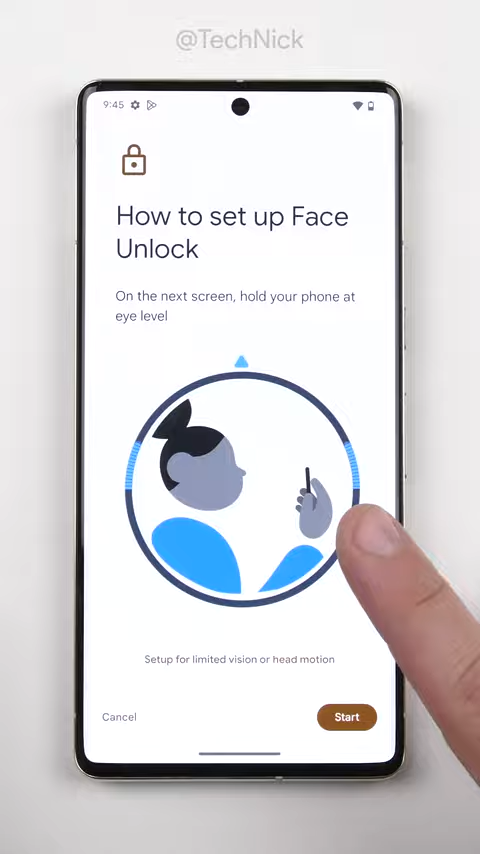 @TechNick
9:45
How to set up Face
Unlock
On the next screen, hold your phone at
eye level
Setup for limited vision or head motion
Cancel
Start